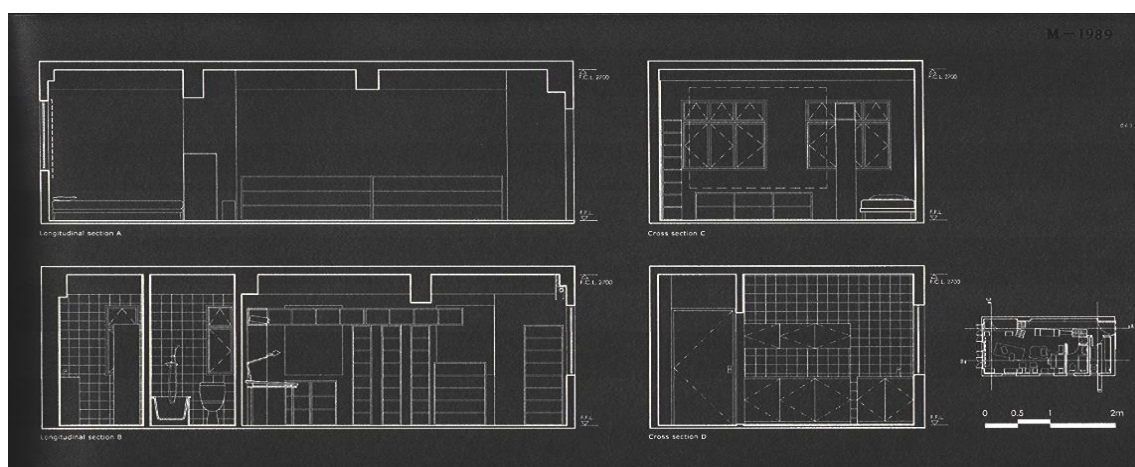 M — 1989
F.C.L. 2700
F.F.L.
Longitudinal section A
F.C.L. 2700
F.F.L.
Cross section C
F.C.L. 2700
F.F.L.
Longitudinal section B
F.C.L. 2700
F.F.L.
Cross section D
0 0.5 1 2m